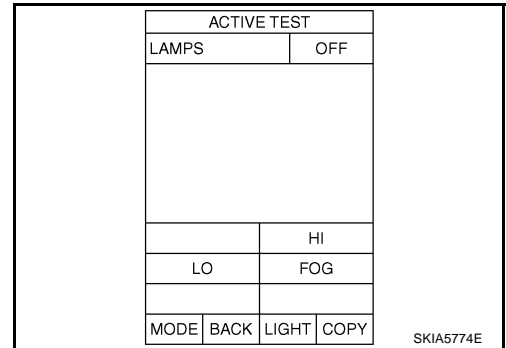 ACTIVE TEST
LAMPS OFF
HI
LO FOG
MODE BACK LIGHT COPY
SKIA5774E